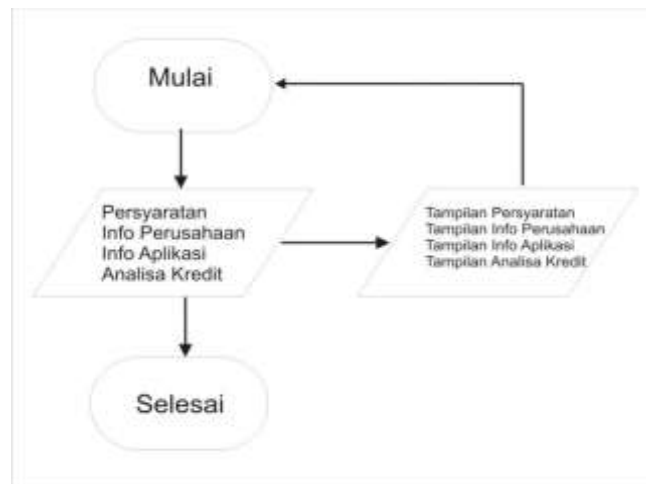 Mulai
Persyaratan
Info Perusahaan
Info Aplikasi
Analisa Kredit
Tampilan Persyaratan
Tampilan Info Perusahaan
Tampilan Info Aplikasi
Tampilan Analisa Kredit
Selesai